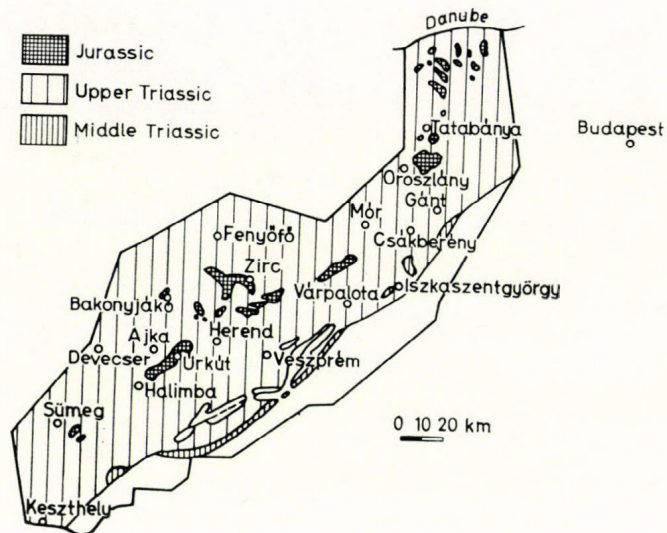 Danube
Jurassic
Upper Triassic
Middle Triassic
Tatabánya
Budapest
Oroszlány
Gánt
Mór
Csákberény
Fenyőfő
Zirc
Várpalota
Iszkaszentgyörgy
Bakonyjákó
Herend
Ajka
Devecser
Úrkút
Veszprém
Halimba
Sümeg
0 10 20 km
Keszthely